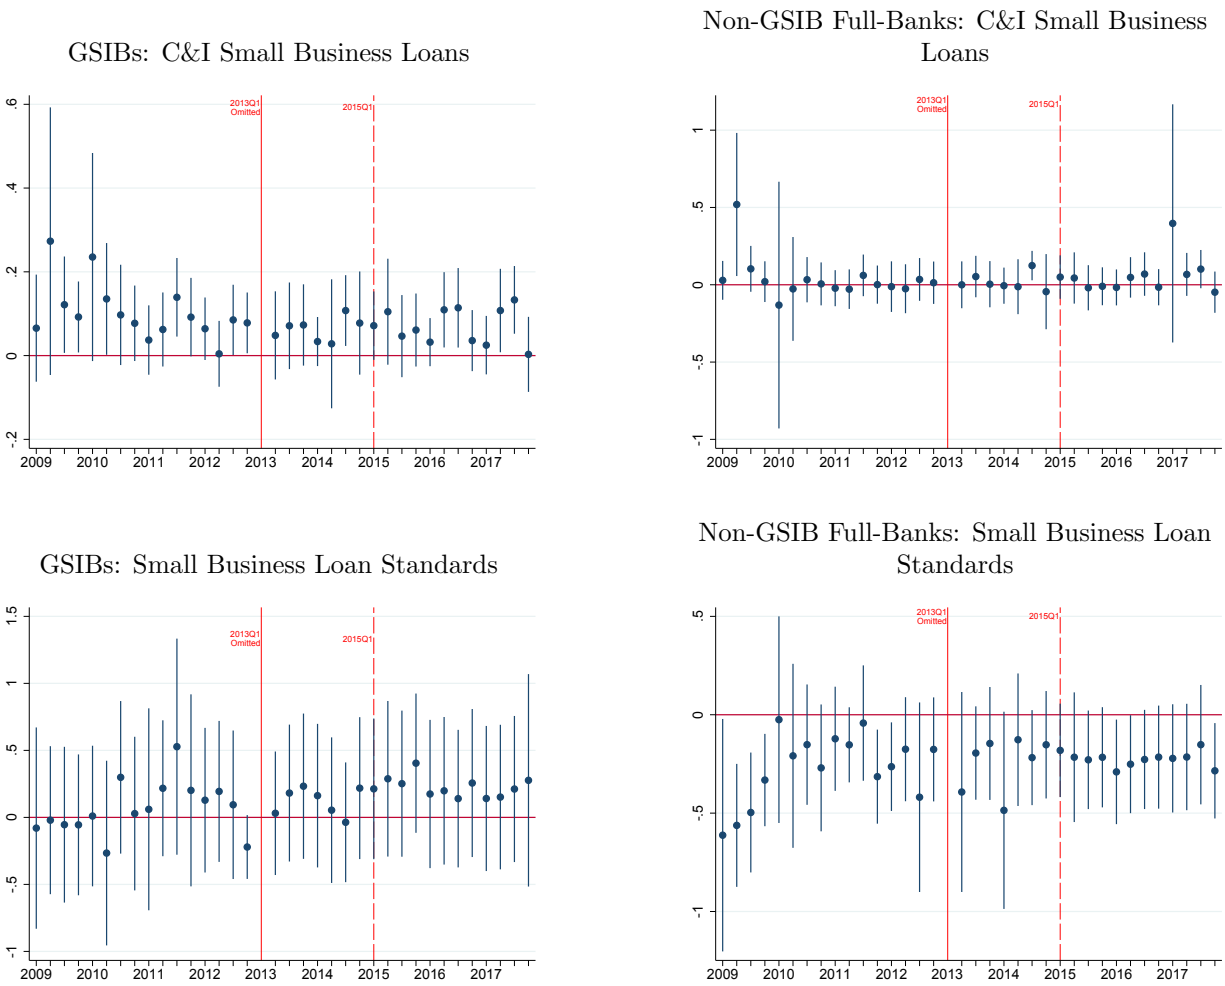 GSIBs: C&I Small Business Loans
.6
.4
.2
0
-.2
2013Q1
Omitted
2015Q1
2009 2010 2011 2012 2013 2014 2015 2016 2017
Non-GSIB Full-Banks: C&I Small Business
Loans
1
.5
0
-.5
-1
2013Q1
Omitted
2015Q1
2009 2010 2011 2012 2013 2014 2015 2016 2017
GSIBs: Small Business Loan Standards
1.5
1
.5
0
-.5
-1
2013Q1
Omitted
2015Q1
2009 2010 2011 2012 2013 2014 2015 2016 2017
Non-GSIB Full-Banks: Small Business Loan
Standards
.5
0
-.5
-1
2013Q1
Omitted
2015Q1
2009 2010 2011 2012 2013 2014 2015 2016 2017